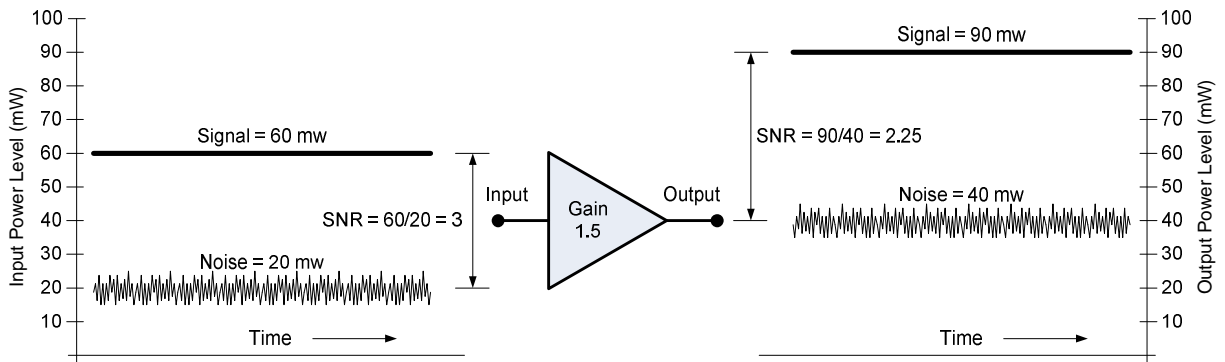 Input Power Level (mW)
100
90
80
70
60
50
40
30
20
10
Signal = 60 mw
SNR = 60/20 = 3
Noise = 20 mw
Time
Input
Gain
1.5
Output
SNR = 90/40 = 2.25
Signal = 90 mw
Noise = 40 mw
Time
100
90
80
70
60
50
40
30
20
10
Output Power Level (mW)